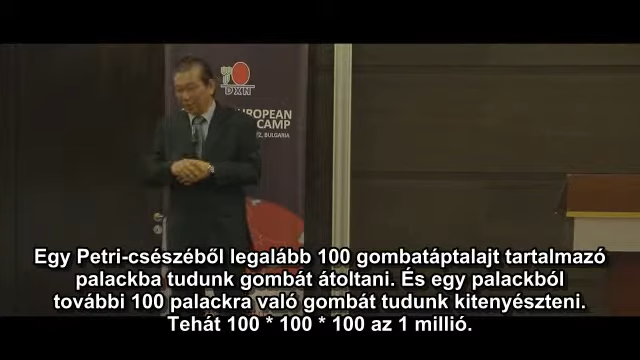 DXN
EUROPEAN
CAMP
BULGARIA
Egy Petri-csészéből legalább 100 gombatáptalajt tartalmazó
palackba tudunk gombát átoltani. És egy palackból
további 100 palackra való gombát tudunk kitenyészteni.
Tehát 100 * 100 * 100 az 1 millió.